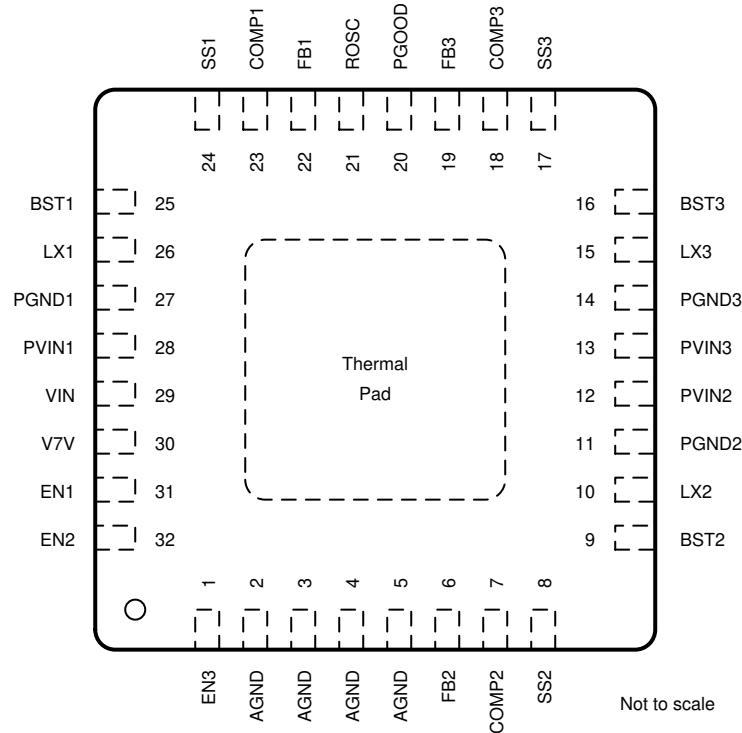 SS1
COMP1
FB1
ROSC
PGOOD
FB3
COMP3
SS3
24
23
22
21
20
19
18
17
BST1 25
LX1 26
PGND1 27
PVIN1 28
VIN 29
V7V 30
EN1 31
EN2 32
16 BST3
15 LX3
14 PGND3
13 PVIN3
12 PVIN2
11 PGND2
10 LX2
9 BST2
Thermal
Pad
1
2
3
4
5
6
7
8
EN3
AGND
AGND
AGND
AGND
FB2
COMP2
SS2
Not to scale